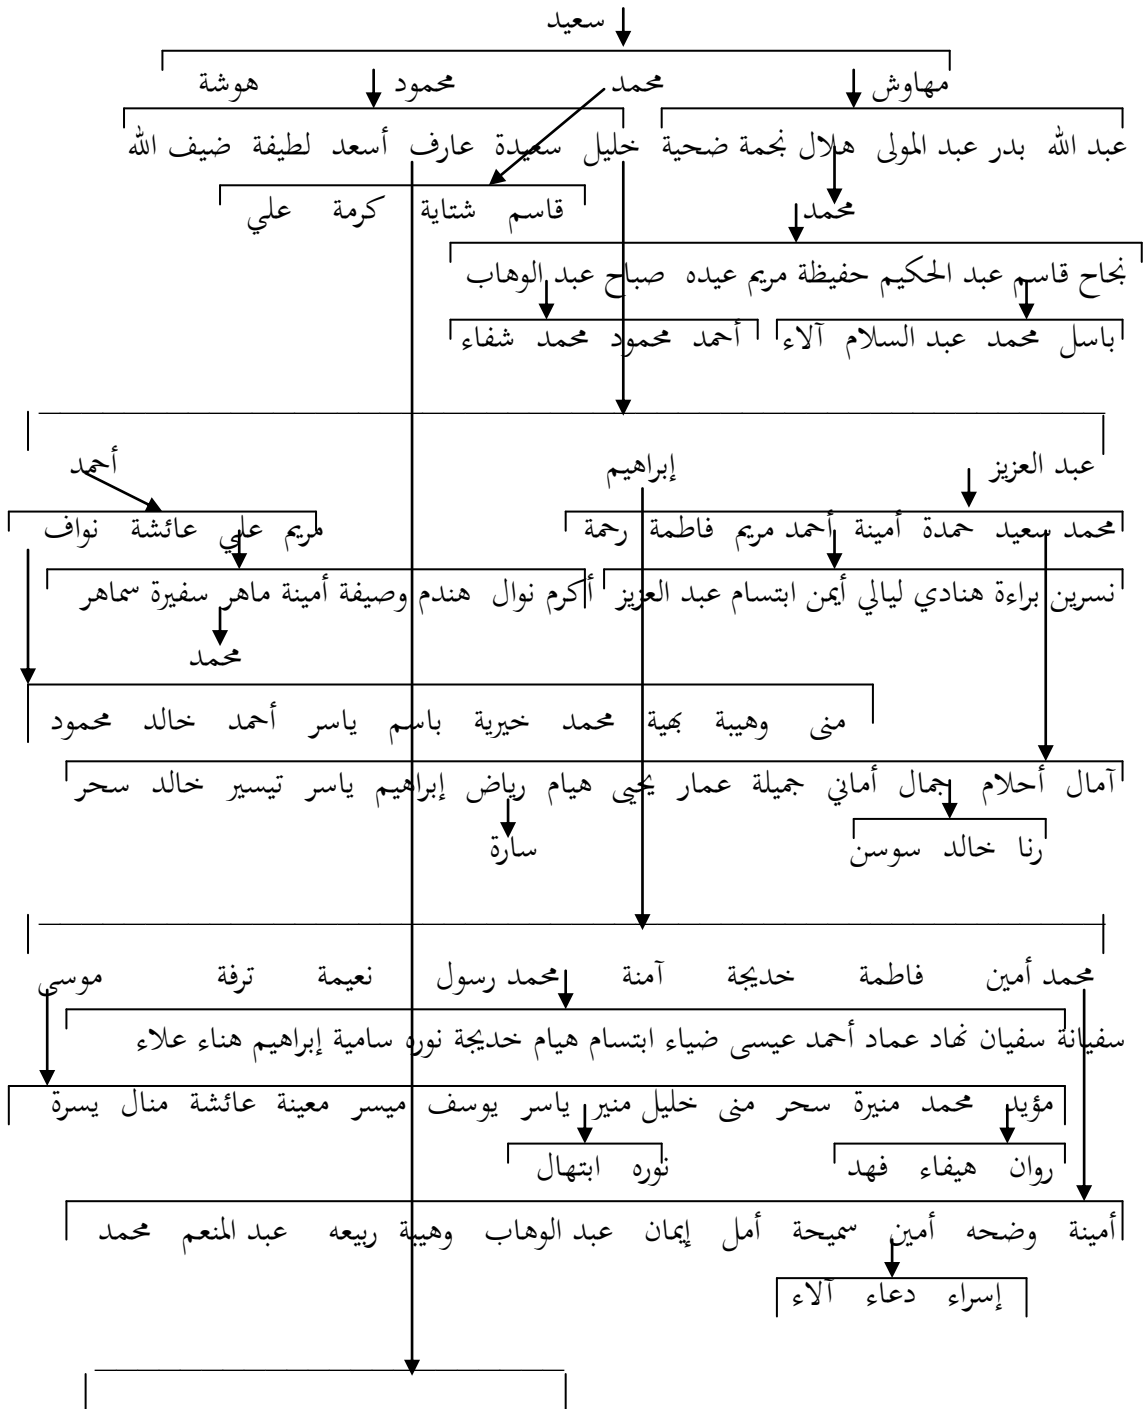 سعيد
مهاوش محمد محمود هوشة
عبد الله بدر عبد المولى هلال نجمة ضحية خليل سعيدة عارف أسعد لطيفة ضيف الله
قاسم شتاية كرمة علي
محمد
نجاح قاسم عبد الحكيم حفيظة مريم عيده صباح عبد الوهاب
باسل محمد عبد السلام آلاء أحمد محمود محمد شفاء
عبد العزيز إبراهيم أحمد
محمد سعيد حمدة أمينة أحمد مريم فاطمة رحمة مريم علي عائشة نواف
نسرين براءة هنادي ليالي أيمن ابتسام عبد العزيز أكرم نوال هندم وصيفة أمينة ماهر سفيرة سماهر
محمد
منى وهيبة بهية محمد خيرية باسم ياسر أحمد خالد محمود
آمال أحلام جمال أماني جميلة عمار يحيى هيام رياض إبراهيم ياسر تيسير خالد سحر
رنا خالد سوسن سارة
محمد أمين فاطمة خديجة آمنة محمد رسول نعيمة ترفة موسى
سفيانة سفيان نهاد عماد أحمد عيسى ضياء ابتسام هيام خديجة نوره سامية إبراهيم هناء علاء
مؤيد محمد منيرة سحر منى خليل منير ياسر يوسف ميسر معينة عائشة منال يسرة
روان هيفاء فهد نوره ابتهال
أمينة وضحه أمين سميحة أمل إيمان عبد الوهاب وهيبة ربيعه عبد المنعم محمد
إسراء دعاء آلاء